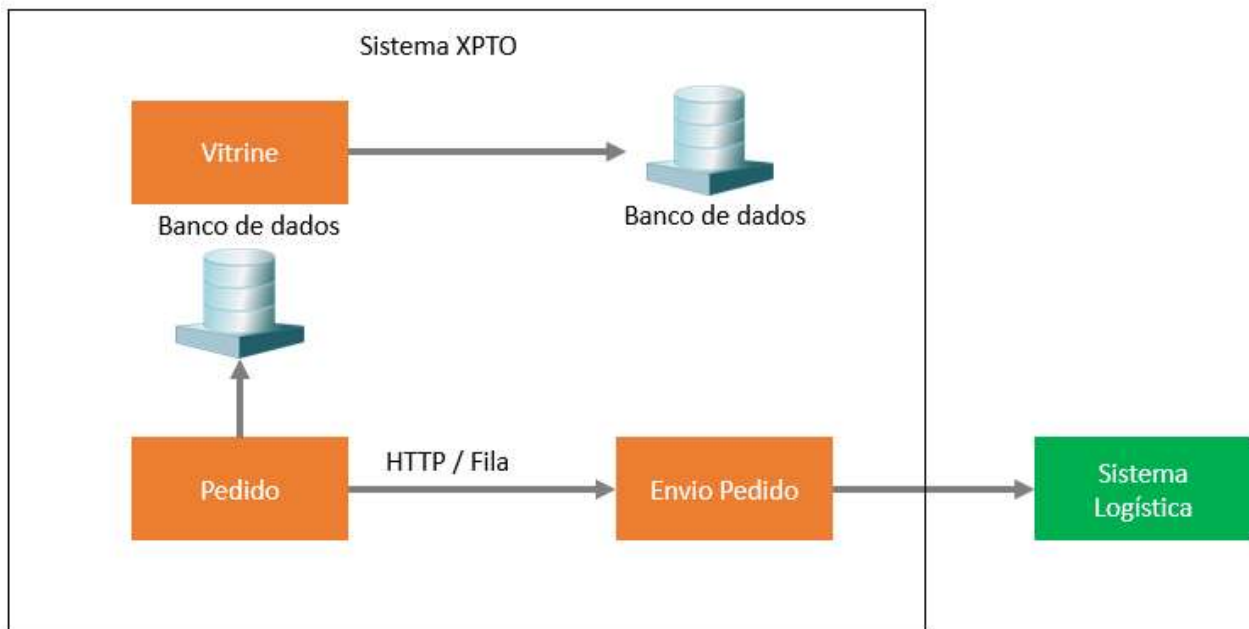 Sistema XPTO
Vitrine
Banco de dados
Banco de dados
Pedido
HTTP / Fila
Envio Pedido
Sistema
Logística